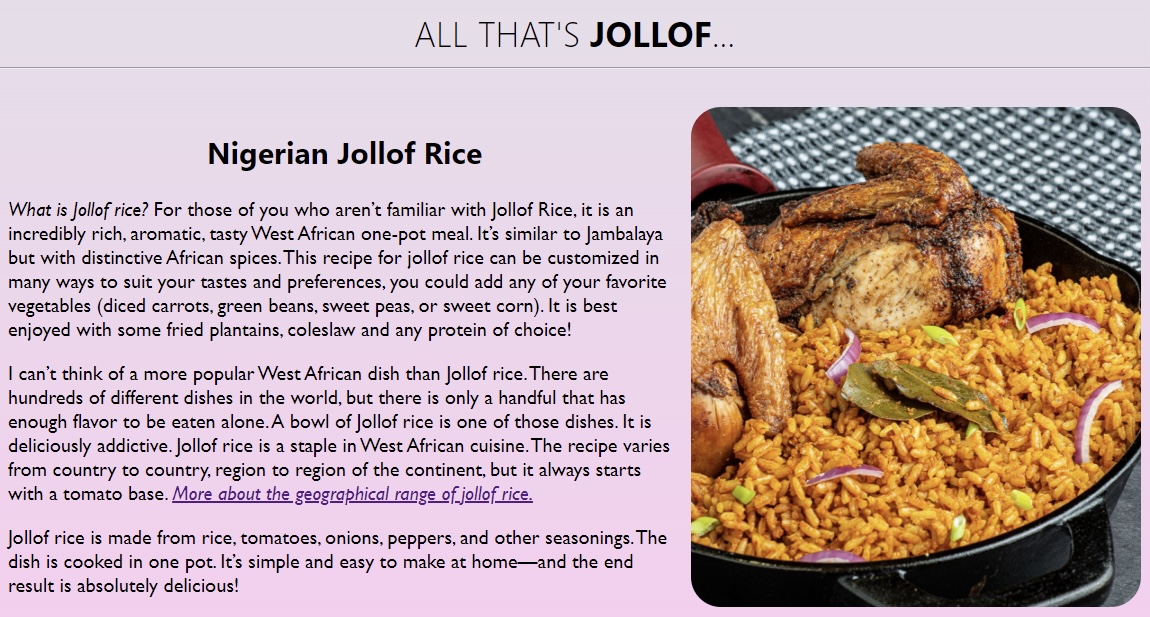 ALL THAT'S JOLLOF...
Nigerian Jollof Rice
What is Jollof rice? For those of you who aren’t familiar with Jollof Rice, it is an
incredibly rich, aromatic, tasty West African one-pot meal. It’s similar to Jambalaya
but with distinctive African spices. This recipe for jollof rice can be customized in
many ways to suit your tastes and preferences, you could add any of your favorite
vegetables (diced carrots, green beans, sweet peas, or sweet corn). It is best
enjoyed with some fried plantains, coleslaw and any protein of choice!
I can’t think of a more popular West African dish than Jollof rice. There are
hundreds of different dishes in the world, but there is only a handful that has
enough flavor to be eaten alone. A bowl of Jollof rice is one of those dishes. It is
deliciously addictive. Jollof rice is a staple in West African cuisine. The recipe varies
from country to country, region to region of the continent, but it always starts
with a tomato base. More about the geographical range of jollof rice.
Jollof rice is made from rice, tomatoes, onions, peppers, and other seasonings. The
dish is cooked in one pot. It’s simple and easy to make at home—and the end
result is absolutely delicious!